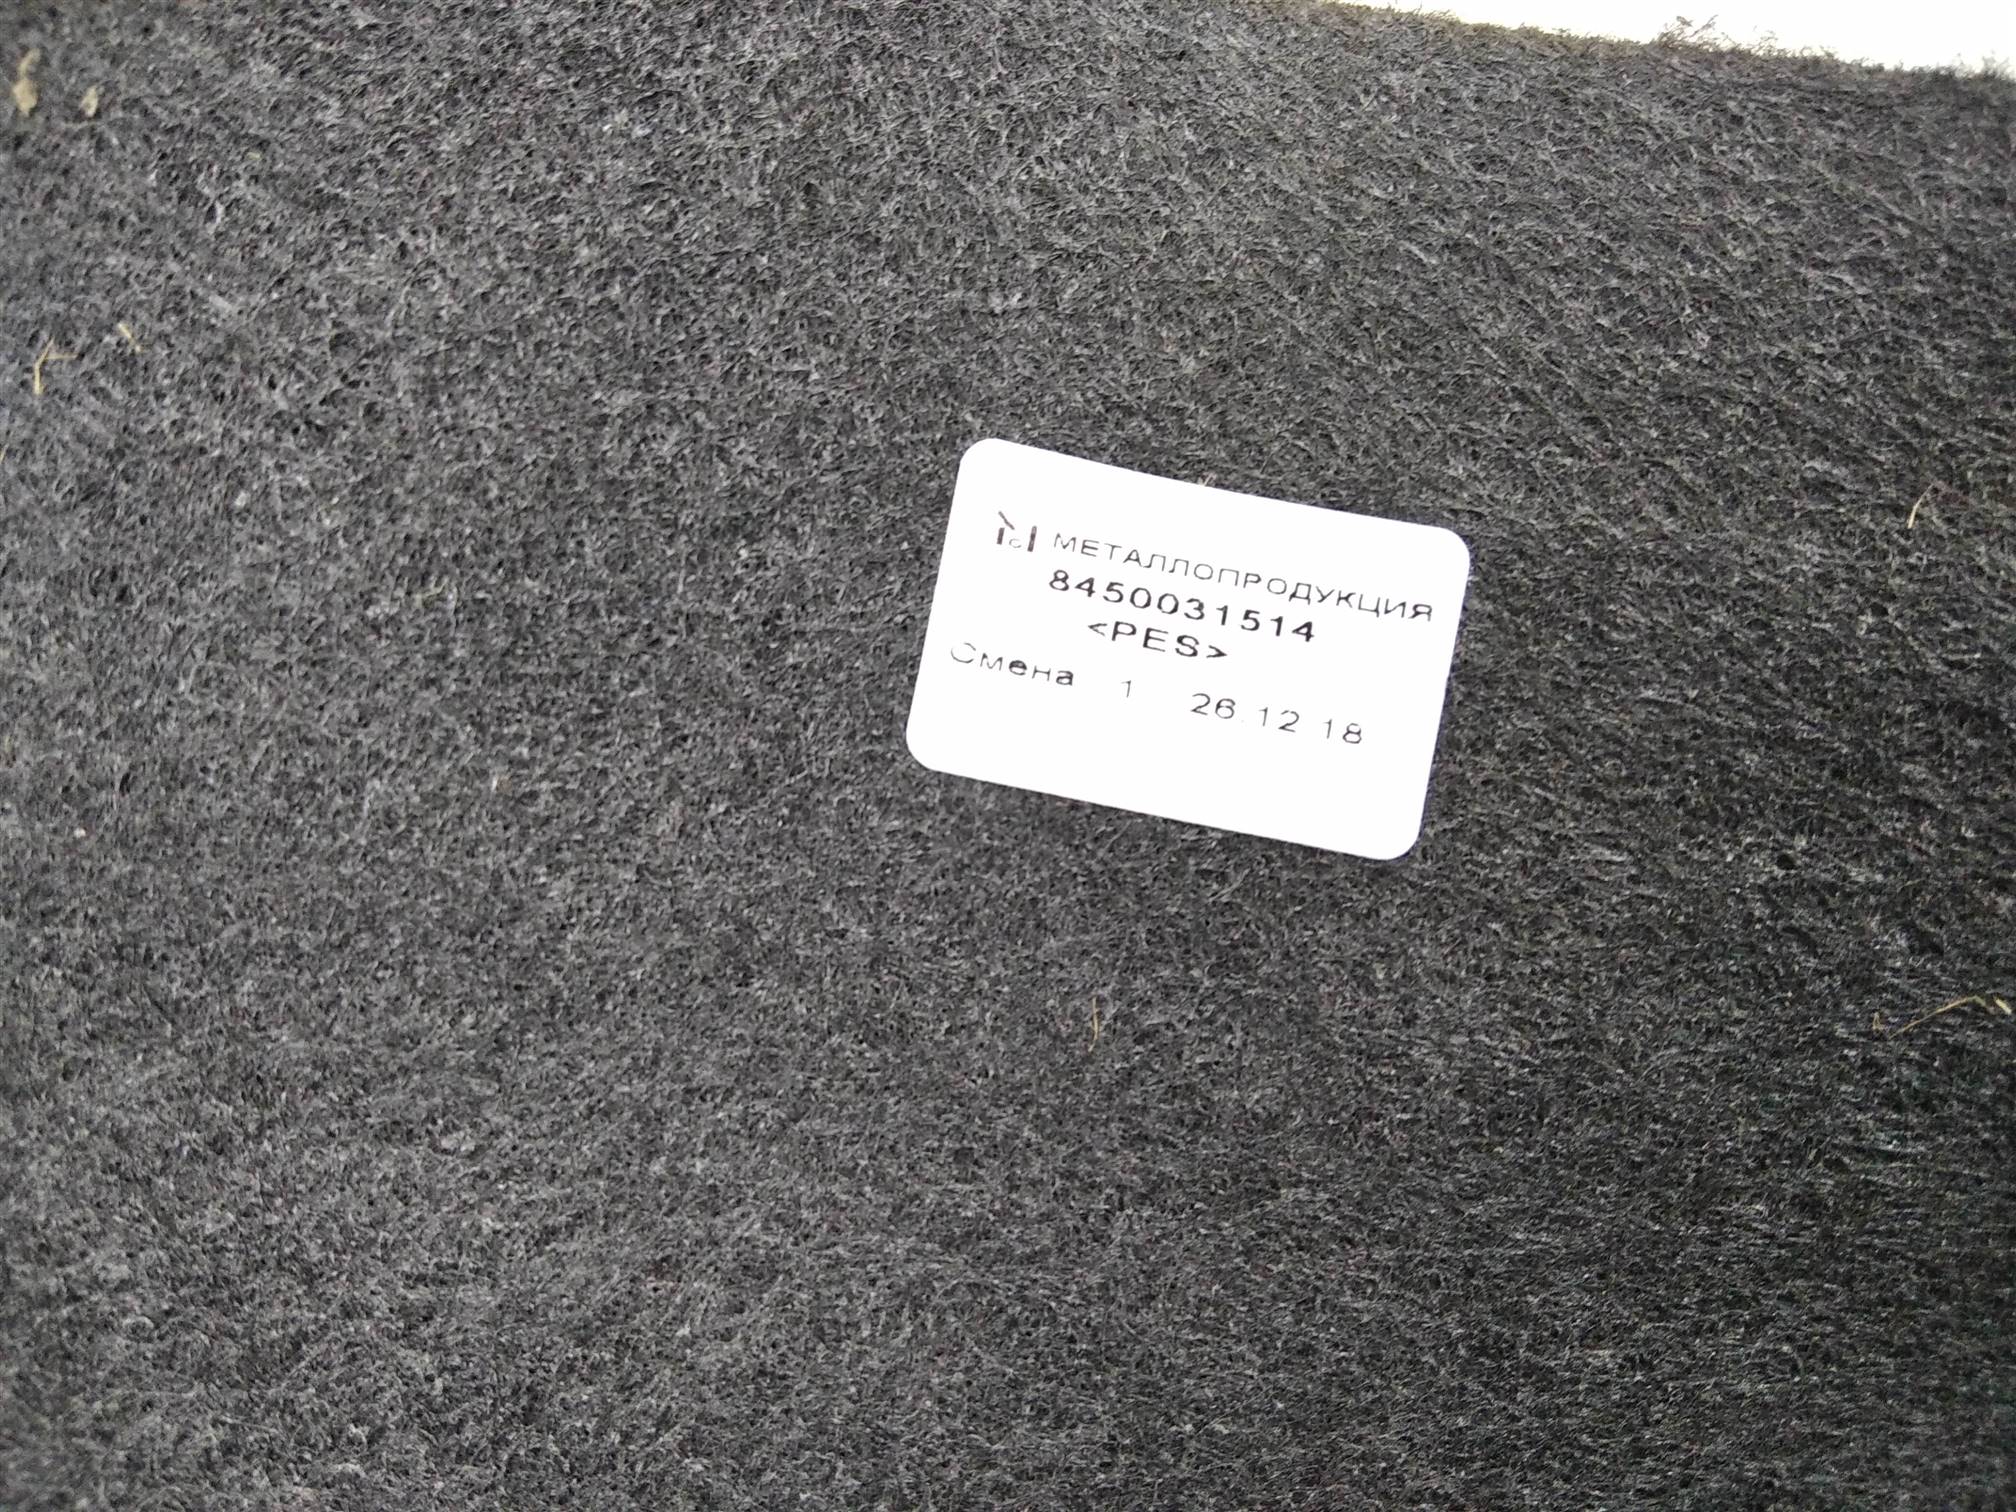 МЕТАЛЛОПРОДУКЦИЯ
8450031514
<PES>
Смена 1 26.12 18